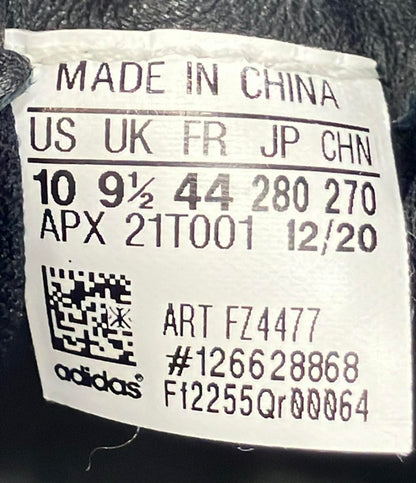 MADE IN CHINA
US UK FR JP CHN
10 9½ 44 280 270
APX 21T001 12/20
ART FZ4477
#126628868
adidas
Ff2255Qr00064